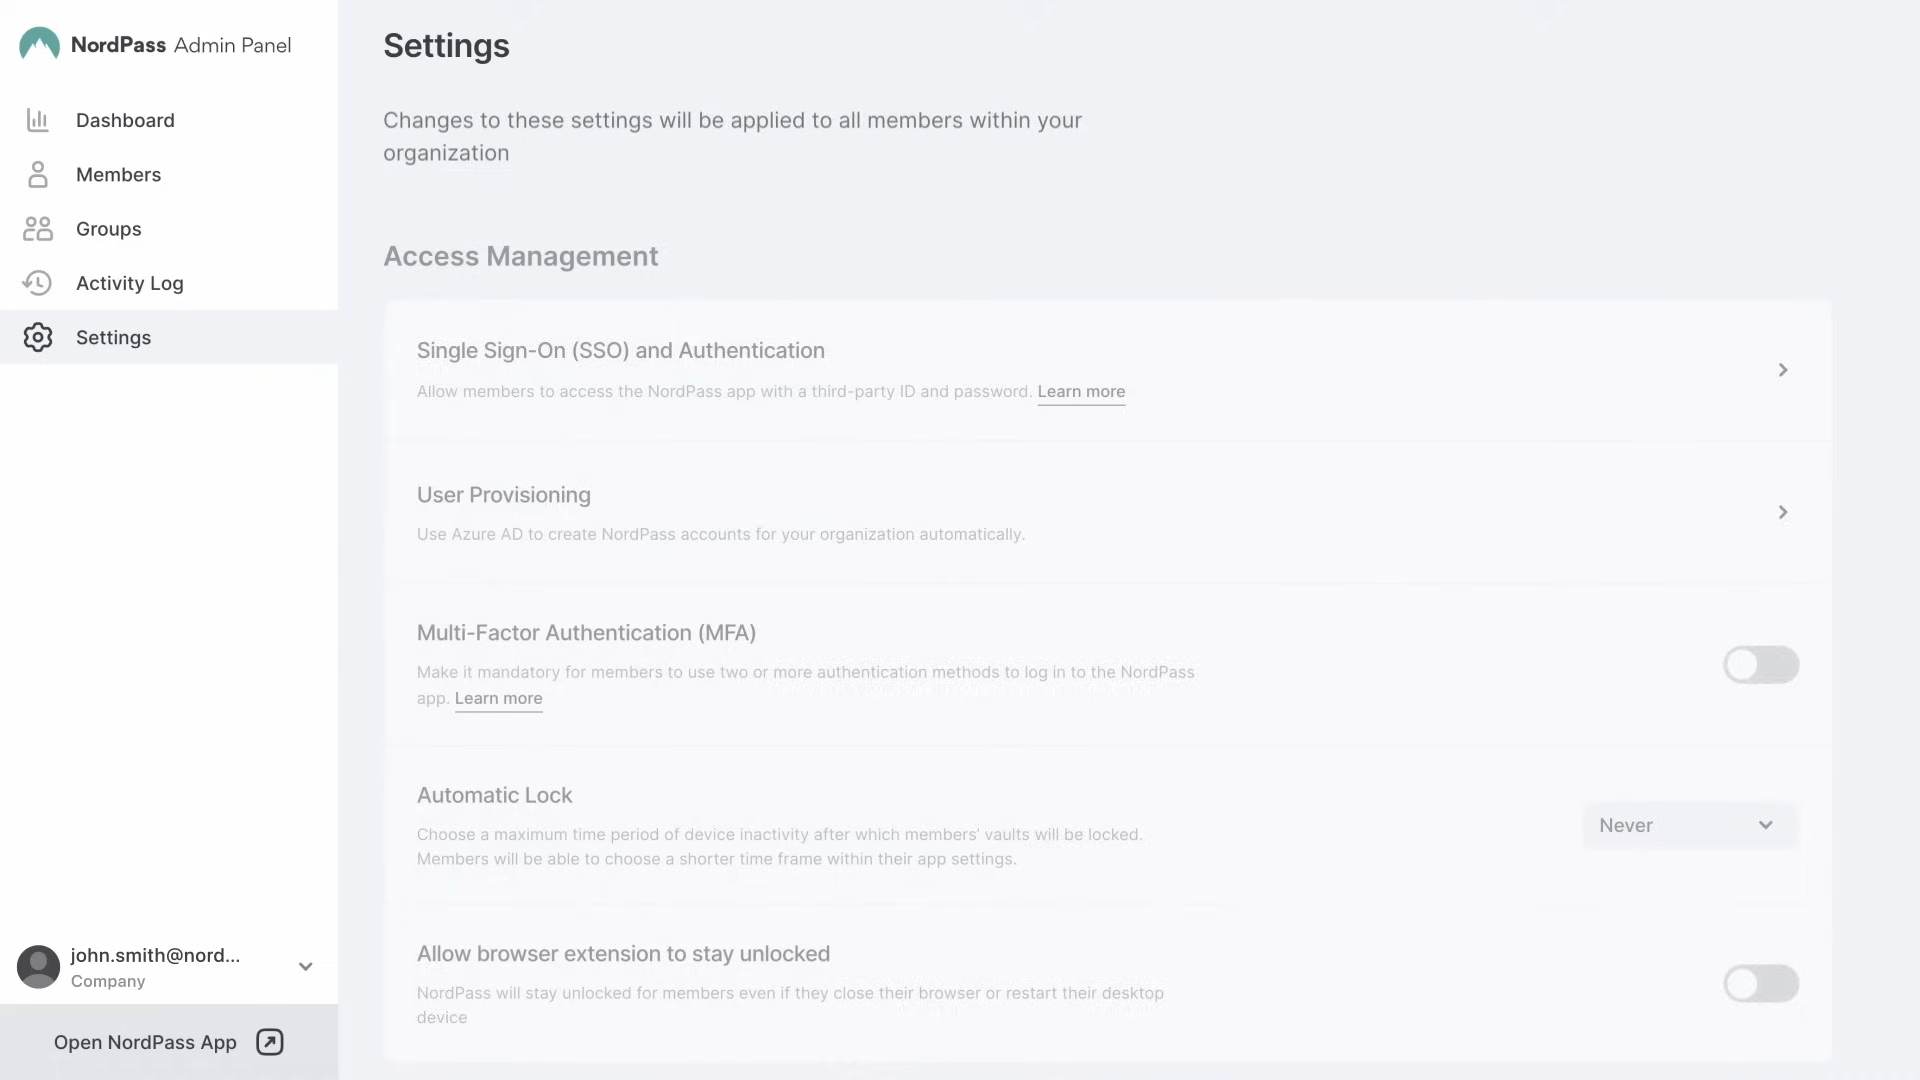 NordPass Admin Panel
Dashboard
Members
Groups
Activity Log
Settings
john.smith@nord...
Company
Open NordPass App
Settings
Changes to these settings will be applied to all members within your
organization
Access Management
Single Sign-On (SSO) and Authentication
Allow members to access the NordPass app with a third-party ID and password. Learn more
User Provisioning
Use Azure AD to create NordPass accounts for your organization automatically.
Multi-Factor Authentication (MFA)
Make it mandatory for members to use two or more authentication methods to log in to the NordPass
app. Learn more
Automatic Lock
Choose a maximum time period of device inactivity after which members’ vaults will be locked.
Members will be able to choose a shorter time frame within their app settings.
Never
Allow browser extension to stay unlocked
NordPass will stay unlocked for members even if they close their browser or restart their desktop
device